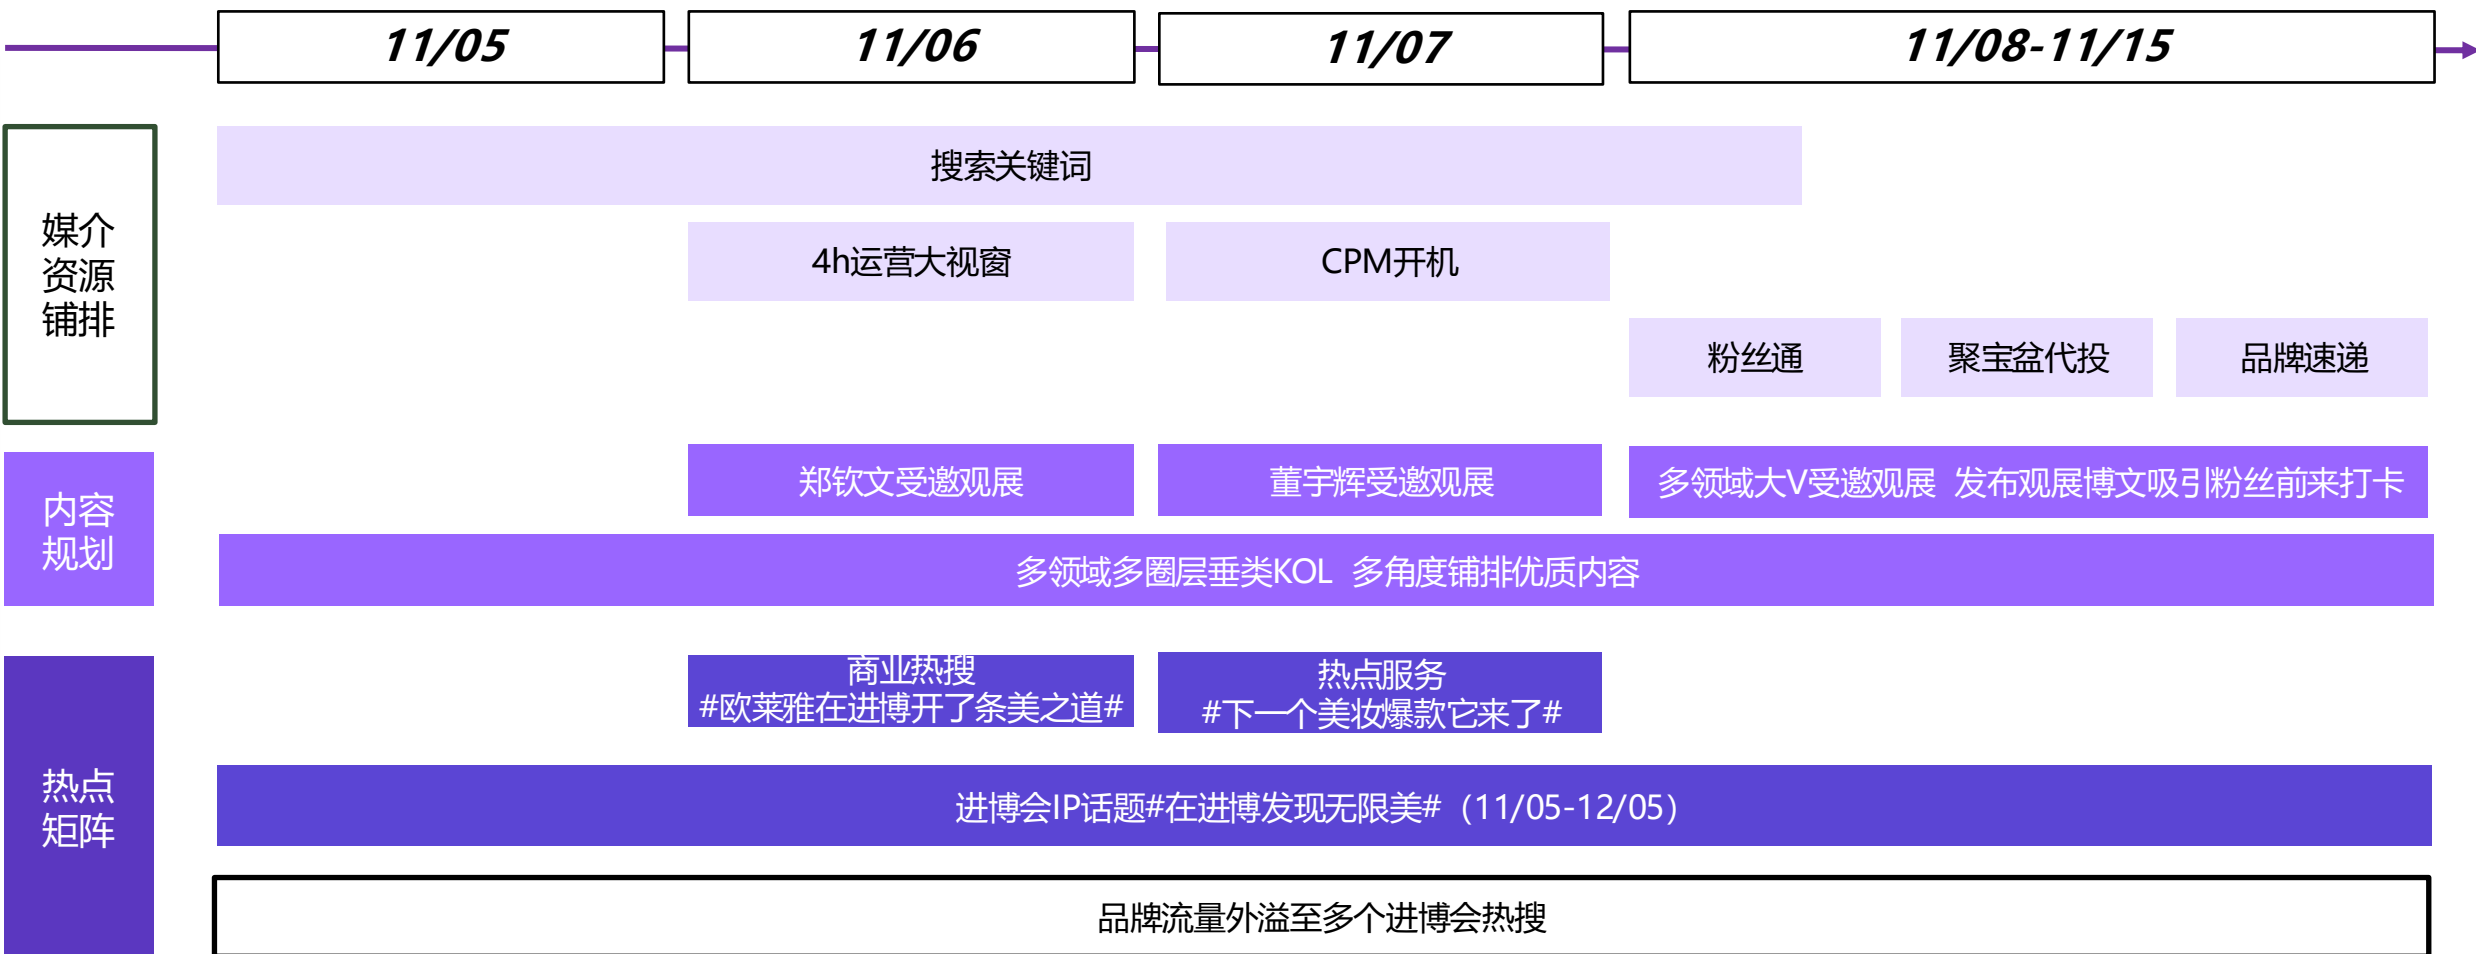 11/05
11/06
11/07
11/08-11/15
媒介
资源
铺排
搜索关键词
4h运营大视窗
CPM开机
粉丝通
聚宝盆代投
品牌速递
内容
规划
郑钦文受邀观展
董宇辉受邀观展
多领域大V受邀观展 发布观展博文吸引粉丝前来打卡
多领域多圈层垂类KOL 多角度铺排优质内容
热点
矩阵
商业热搜
#欧莱雅在进博开了条美之道#
热点服务
#下一个美妆爆款它来了#
进博会IP话题#在进博发现无限美#（11/05-12/05）
品牌流量外溢至多个进博会热搜